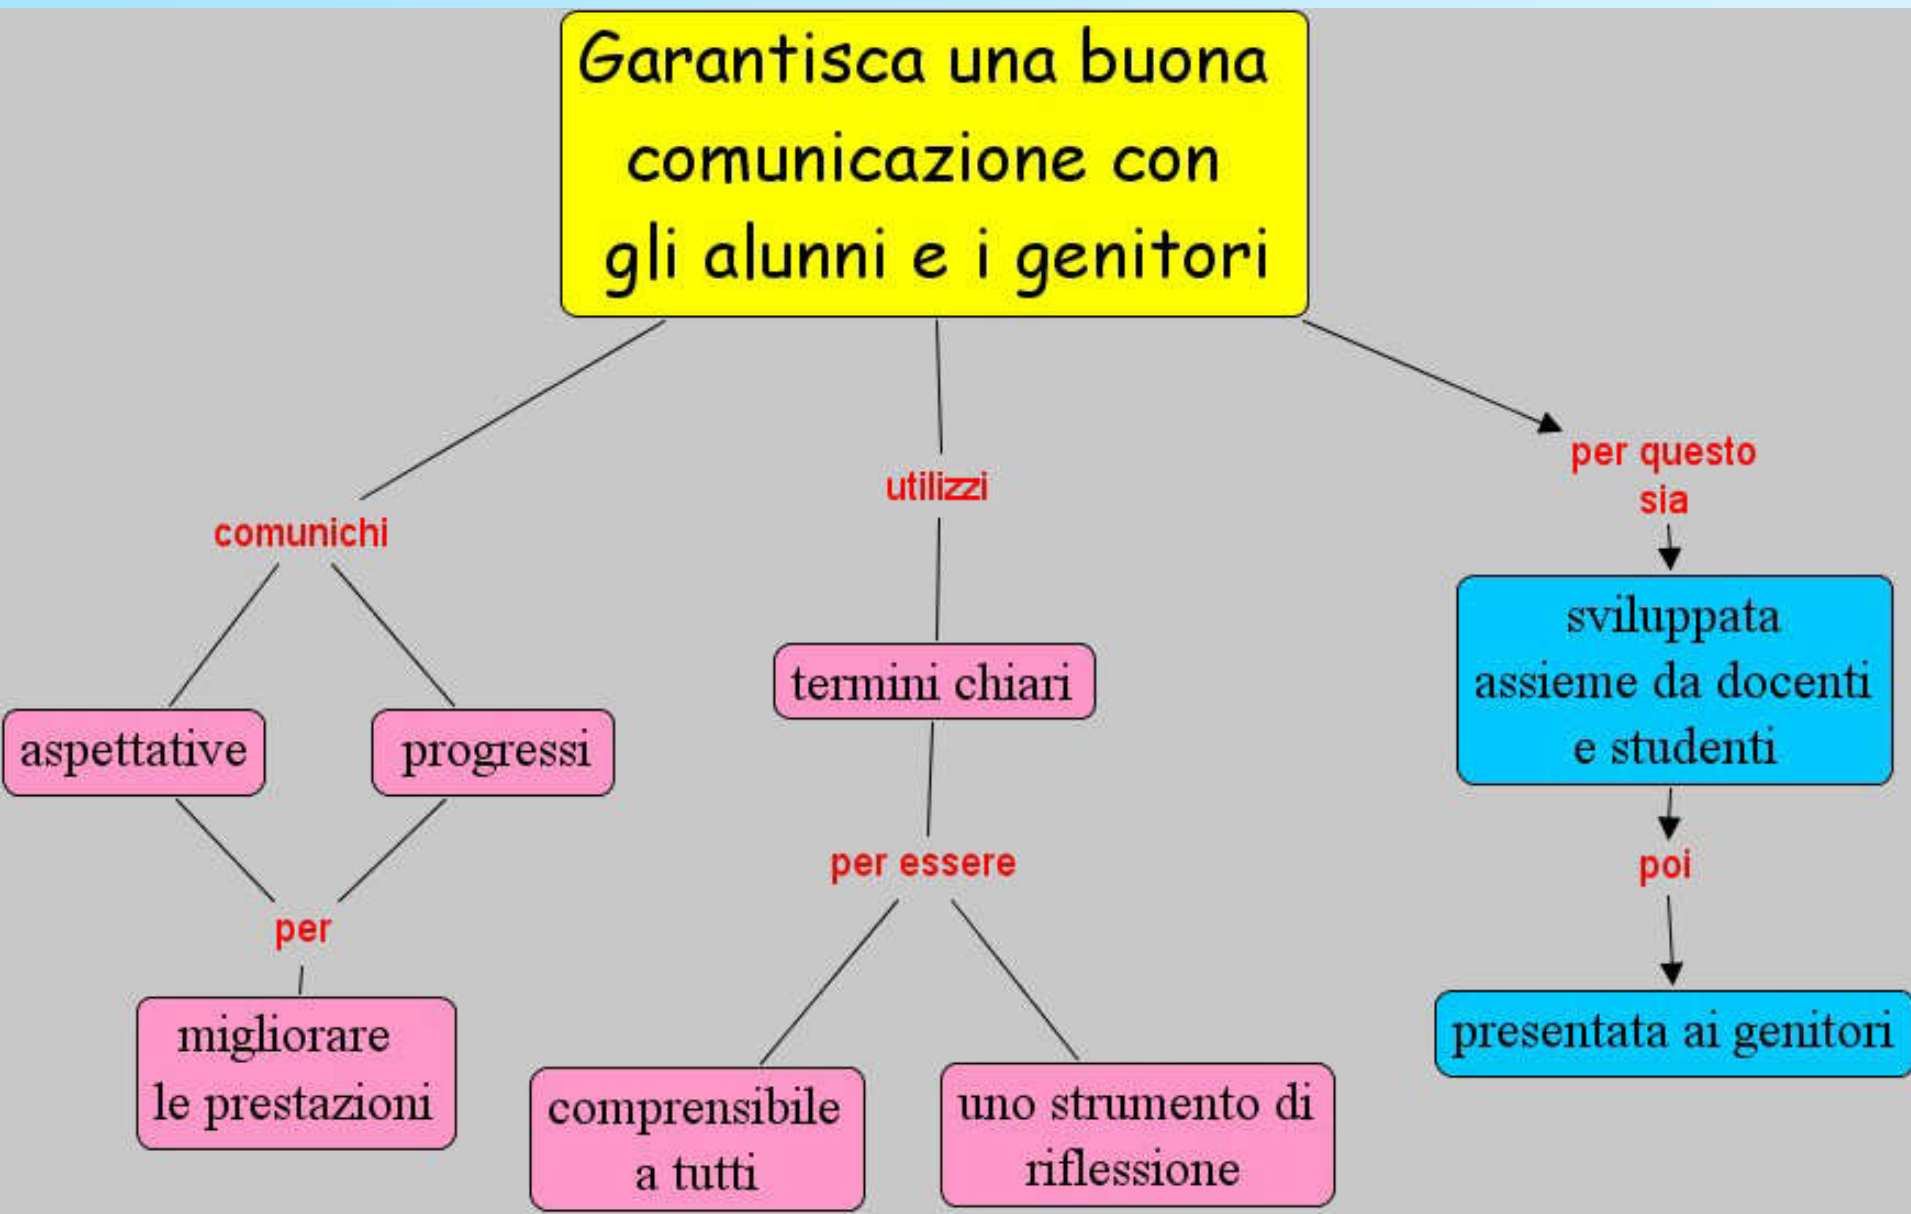 Garantisca una buona
comunicazione con
gli alunni e i genitori
comunichi
aspettative
progressi
per
migliorare
le prestazioni
utilizzi
termini chiari
per essere
comprensibile
a tutti
uno strumento di
riflessione
per questo
sia
sviluppata
assieme da docenti
e studenti
poi
presentata ai genitori